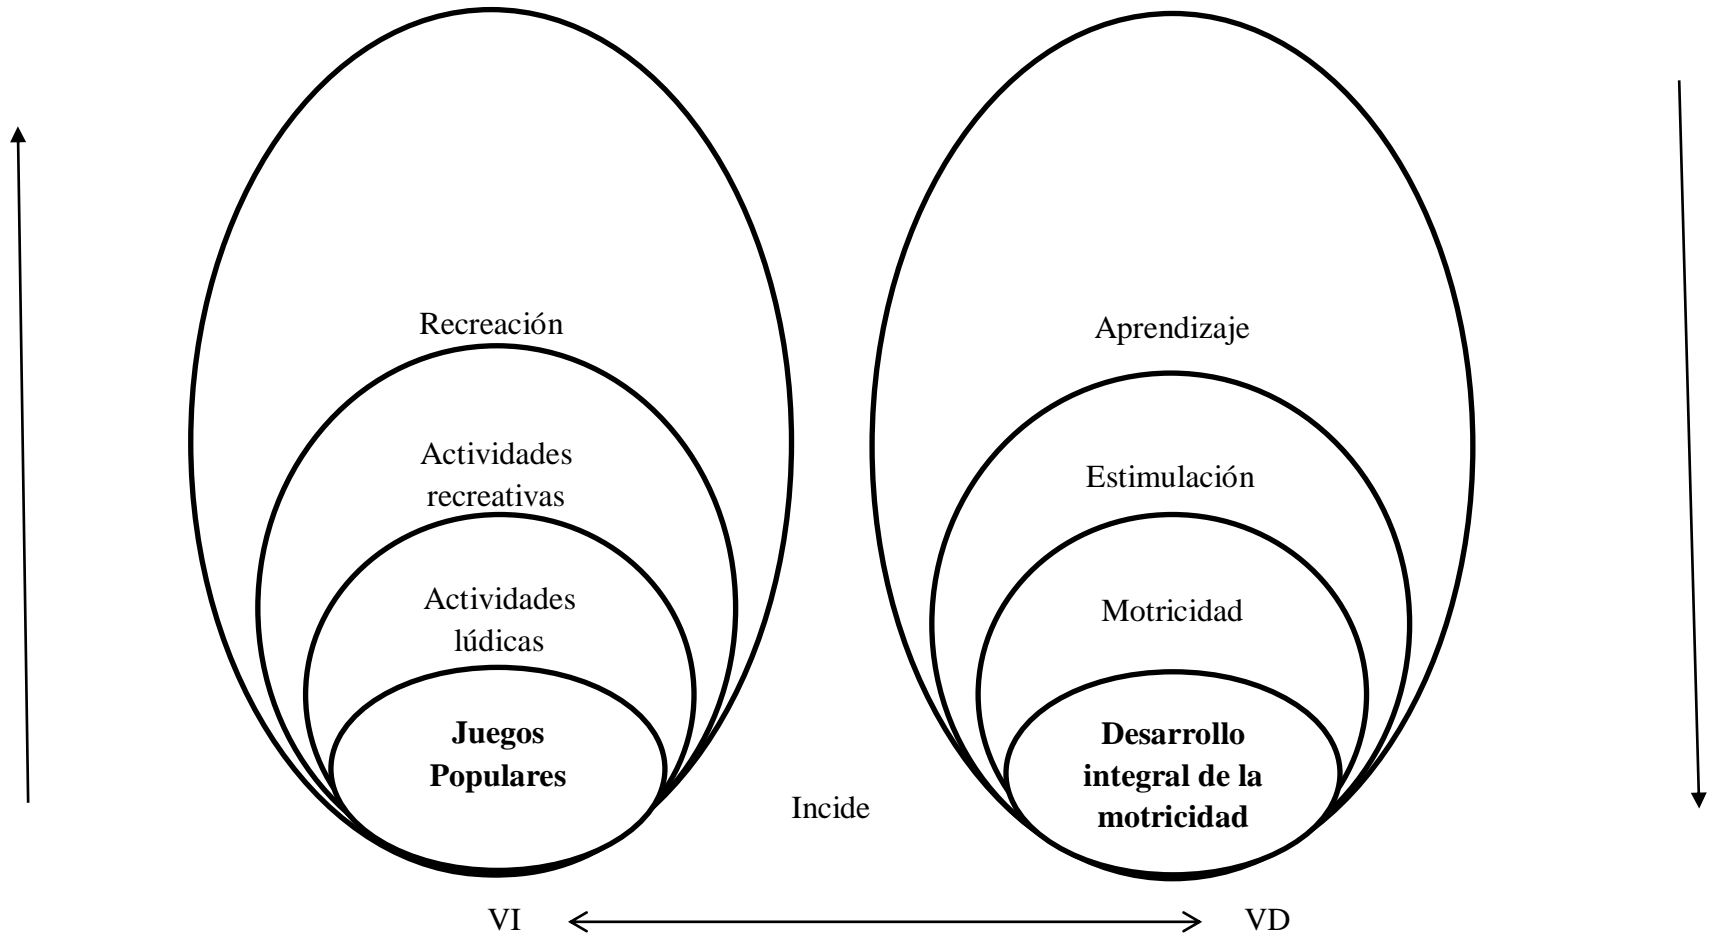 Recreación
Actividades
recreativas
Actividades
lúdicas
Juegos
Populares
Aprendizaje
Estimulación
Motricidad
Desarrollo
integral de la
motricidad
Incide
VI
VD